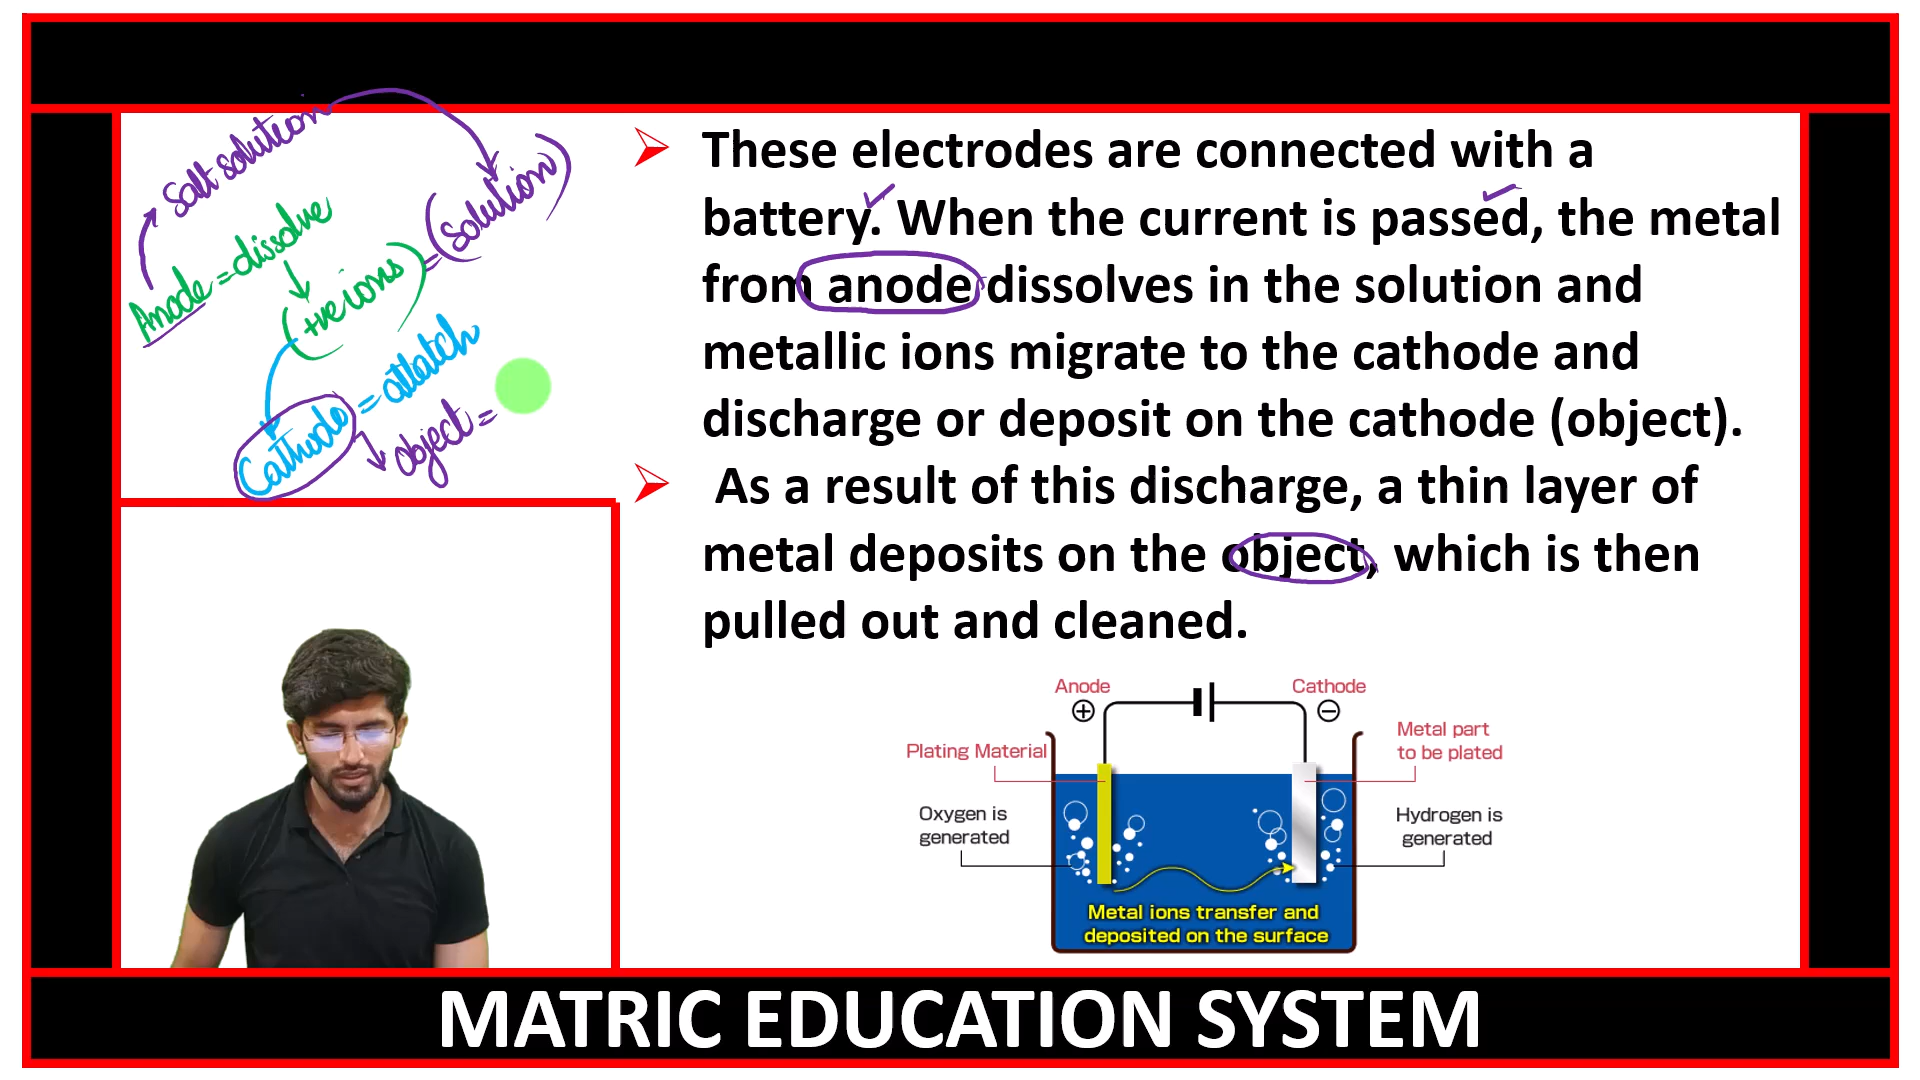 Salt solution
Anode = dissolve
(+ve ions) = (Solution)
Cathode = attatch
object =
These electrodes are connected with a
battery. When the current is passed, the metal
from anode dissolves in the solution and
metallic ions migrate to the cathode and
discharge or deposit on the cathode (object).
As a result of this discharge, a thin layer of
metal deposits on the object, which is then
pulled out and cleaned.
Anode
Cathode
Plating Material
Metal part
to be plated
Oxygen is
generated
Hydrogen is
generated
Metal ions transfer and
deposited on the surface
MATRIC EDUCATION SYSTEM